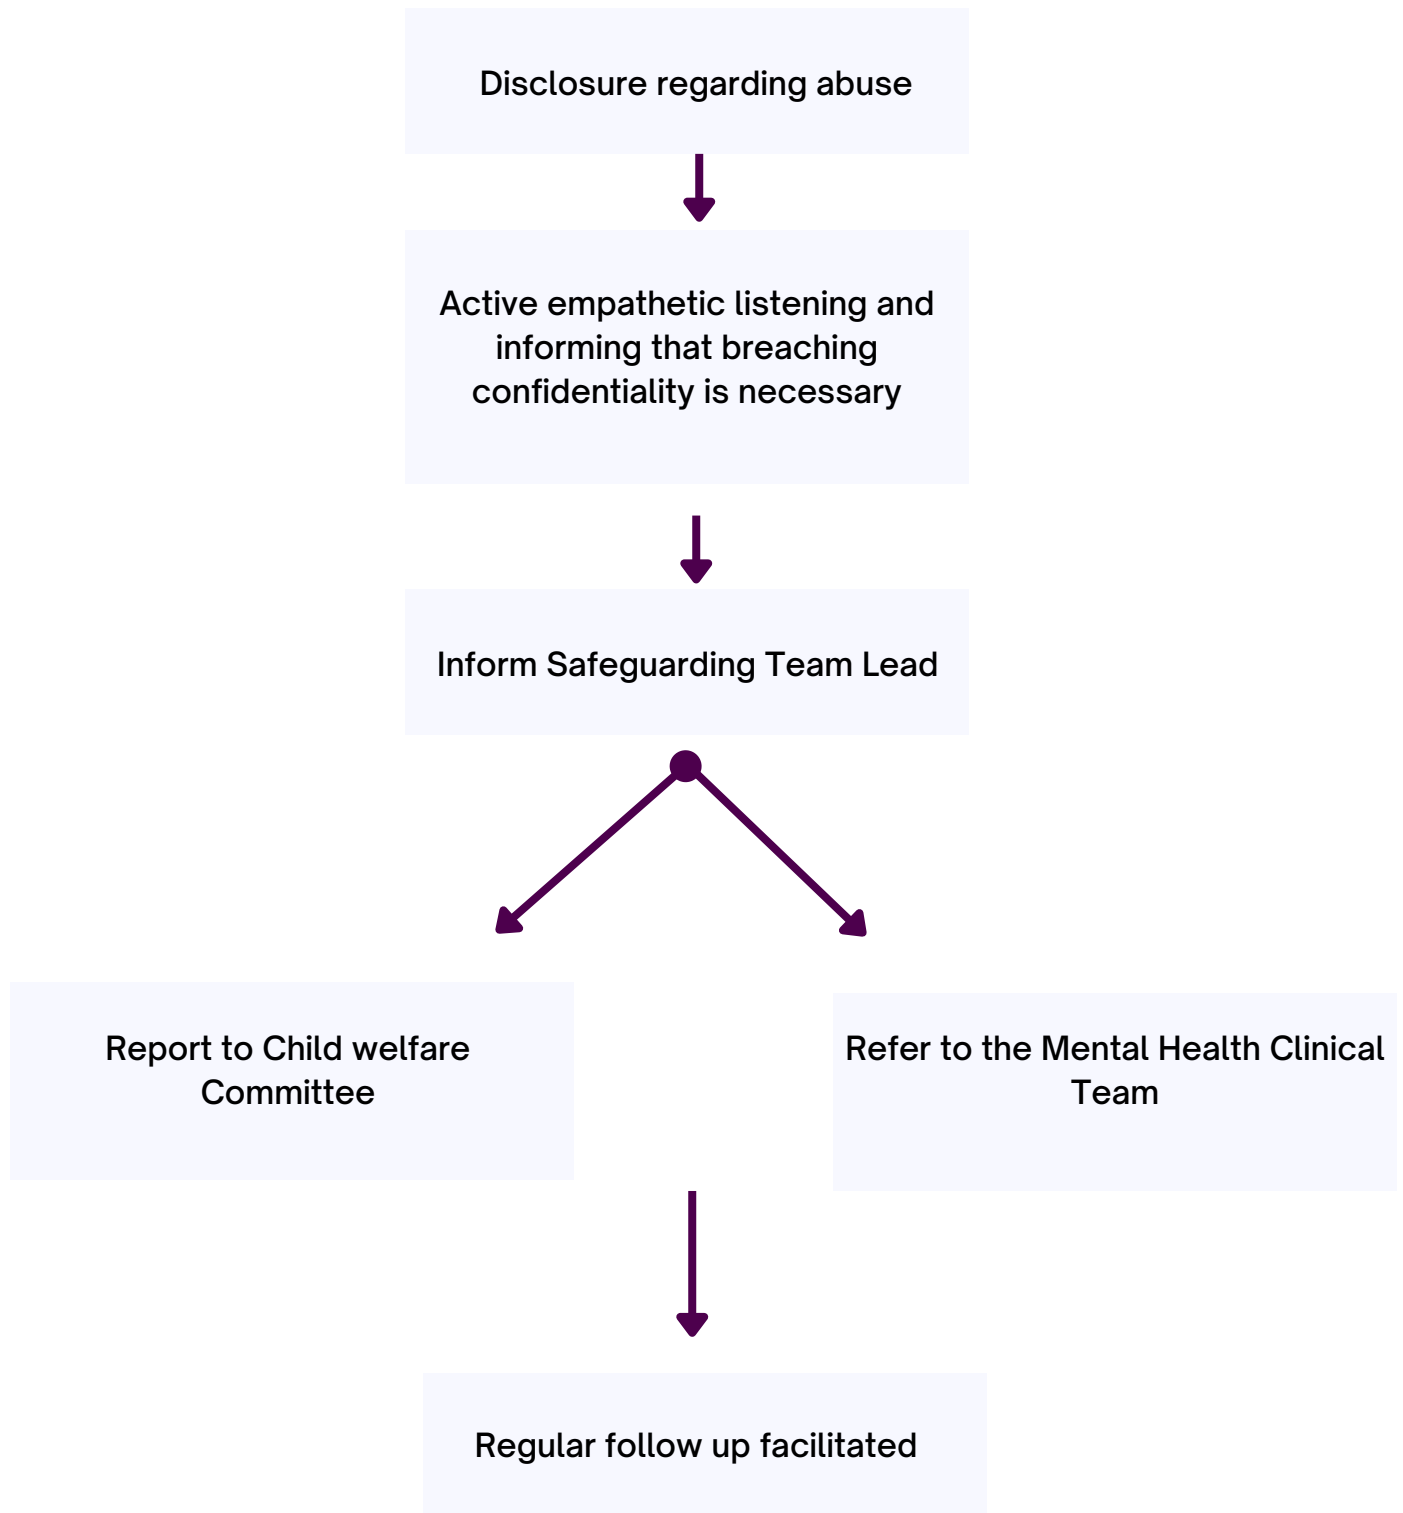 Disclosure regarding abuse
Active empathetic listening and
informing that breaching
confidentiality is necessary
Inform Safeguarding Team Lead
Report to Child welfare
Committee
Refer to the Mental Health Clinical
Team
Regular follow up facilitated